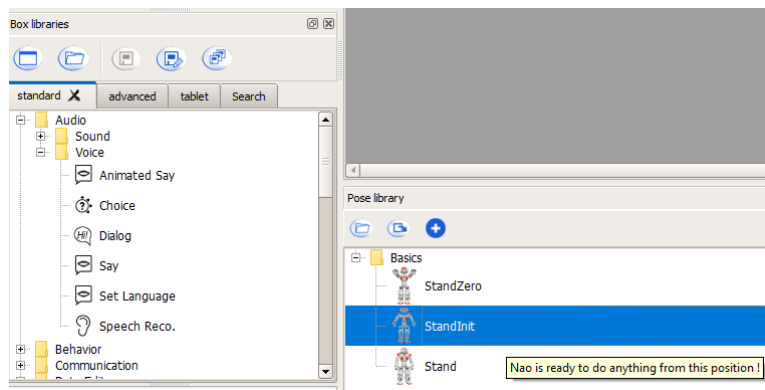 Box libraries
standard
advanced
tablet
Search
Audio
Sound
Voice
Animated Say
Choice
Dialog
Say
Set Language
Speech Reco.
Behavior
Communication
Pose library
Basics
StandZero
StandInit
Stand
Nao is ready to do anything from this position !